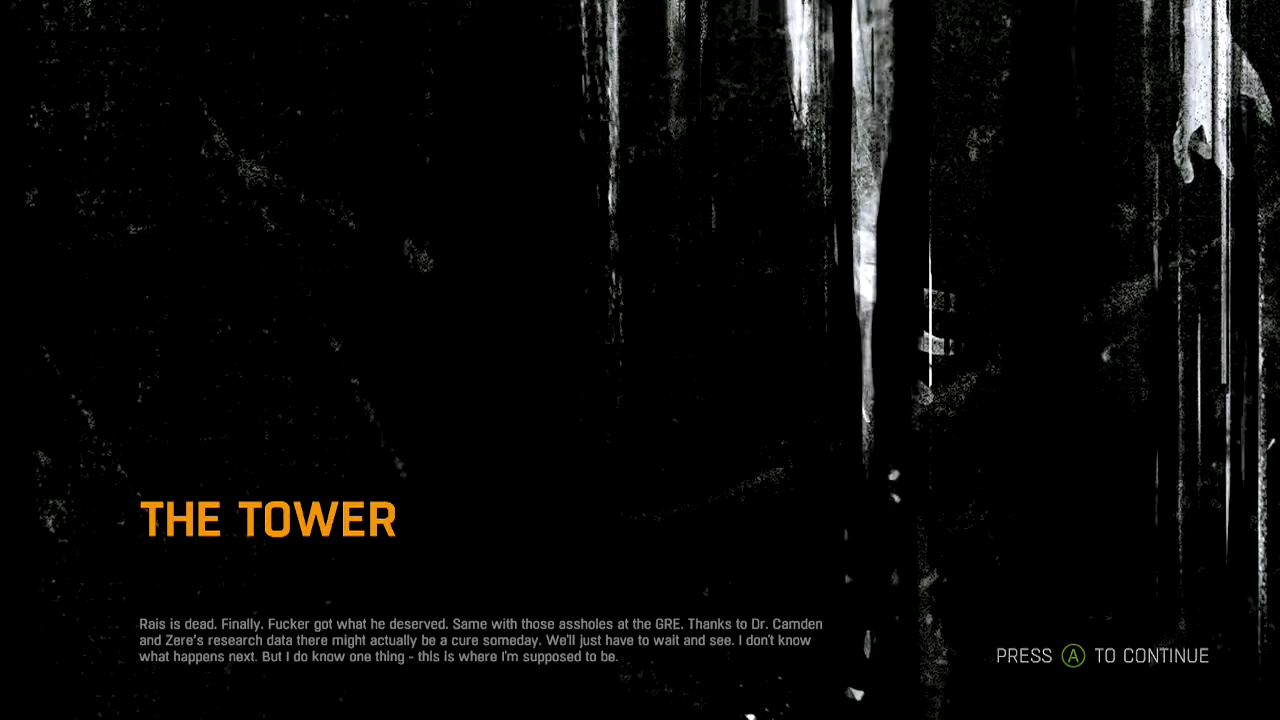 THE TOWER
Rais is dead. Finally. Fucker got what he deserved. Same with those assholes at the GRE. Thanks to Dr. Camden
and Zere's research data there might actually be a cure someday. We'll just have to wait and see. I don't know
what happens next. But I do know one thing - this is where I'm supposed to be.
PRESS A TO CONTINUE